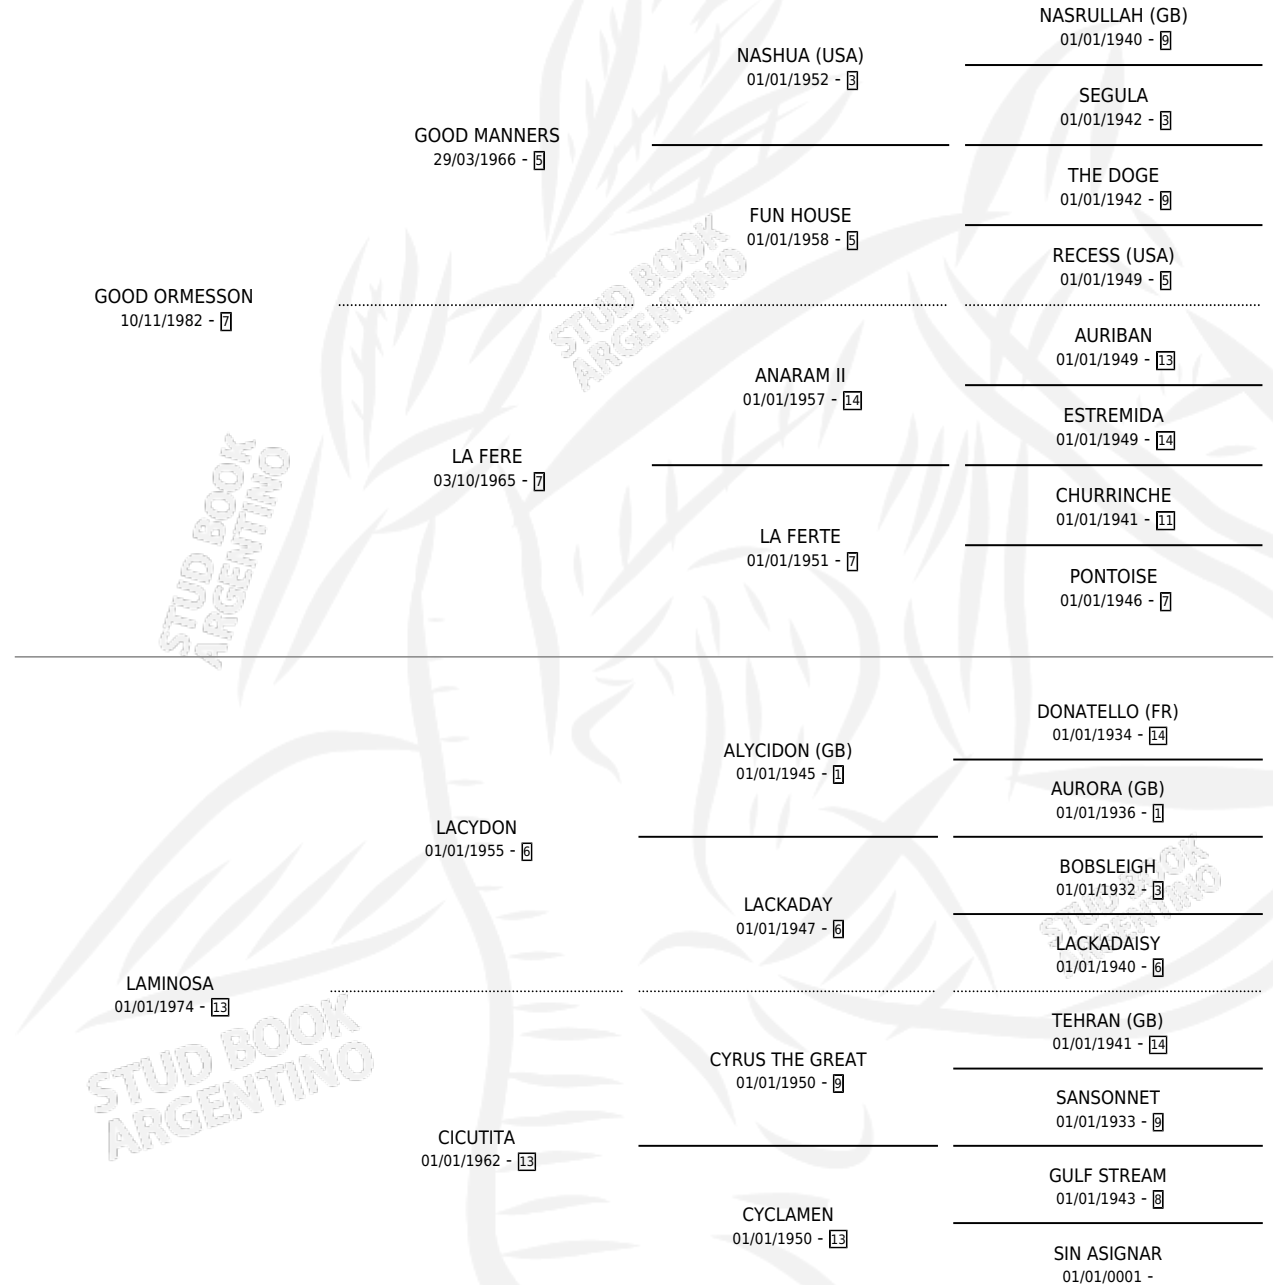 NASRULLAH (GB)
01/01/1940 - 9
NASHUA (USA)
01/01/1952 - 3
SEGULA
01/01/1942 - 3
GOOD MANNERS
29/03/1966 - 5
THE DOGE
01/01/1942 - 9
FUN HOUSE
01/01/1958 - 5
RECESS (USA)
01/01/1949 - 5
GOOD ORMESSON
10/11/1982 - 7
AURIBAN
01/01/1949 - 13
ANARAM II
01/01/1957 - 14
ESTREMIDA
01/01/1949 - 14
LA FERE
03/10/1965 - 7
CHURRINCHE
01/01/1941 - 11
LA FERTE
01/01/1951 - 7
PONTOISE
01/01/1946 - 7
STUD BOOK
ARGENTINO
STUD BOOK
ARGENTINO
DONATELLO (FR)
01/01/1934 - 14
ALYCIDON (GB)
01/01/1945 - 1
AURORA (GB)
01/01/1936 - 1
LACYDON
01/01/1955 - 6
BOBSLEIGH
01/01/1932 - 3
LACKADAY
01/01/1947 - 6
LACKADAISY
01/01/1940 - 6
LAMINOSA
01/01/1974 - 13
TEHRAN (GB)
01/01/1941 - 14
CYRUS THE GREAT
01/01/1950 - 9
SANSONNET
01/01/1933 - 9
CICUTITA
01/01/1962 - 13
GULF STREAM
01/01/1943 - 8
CYCLAMEN
01/01/1950 - 13
SIN ASIGNAR
01/01/0001 -
STUD BOOK
ARGENTINO
STUD BOOK
ARGENTINO